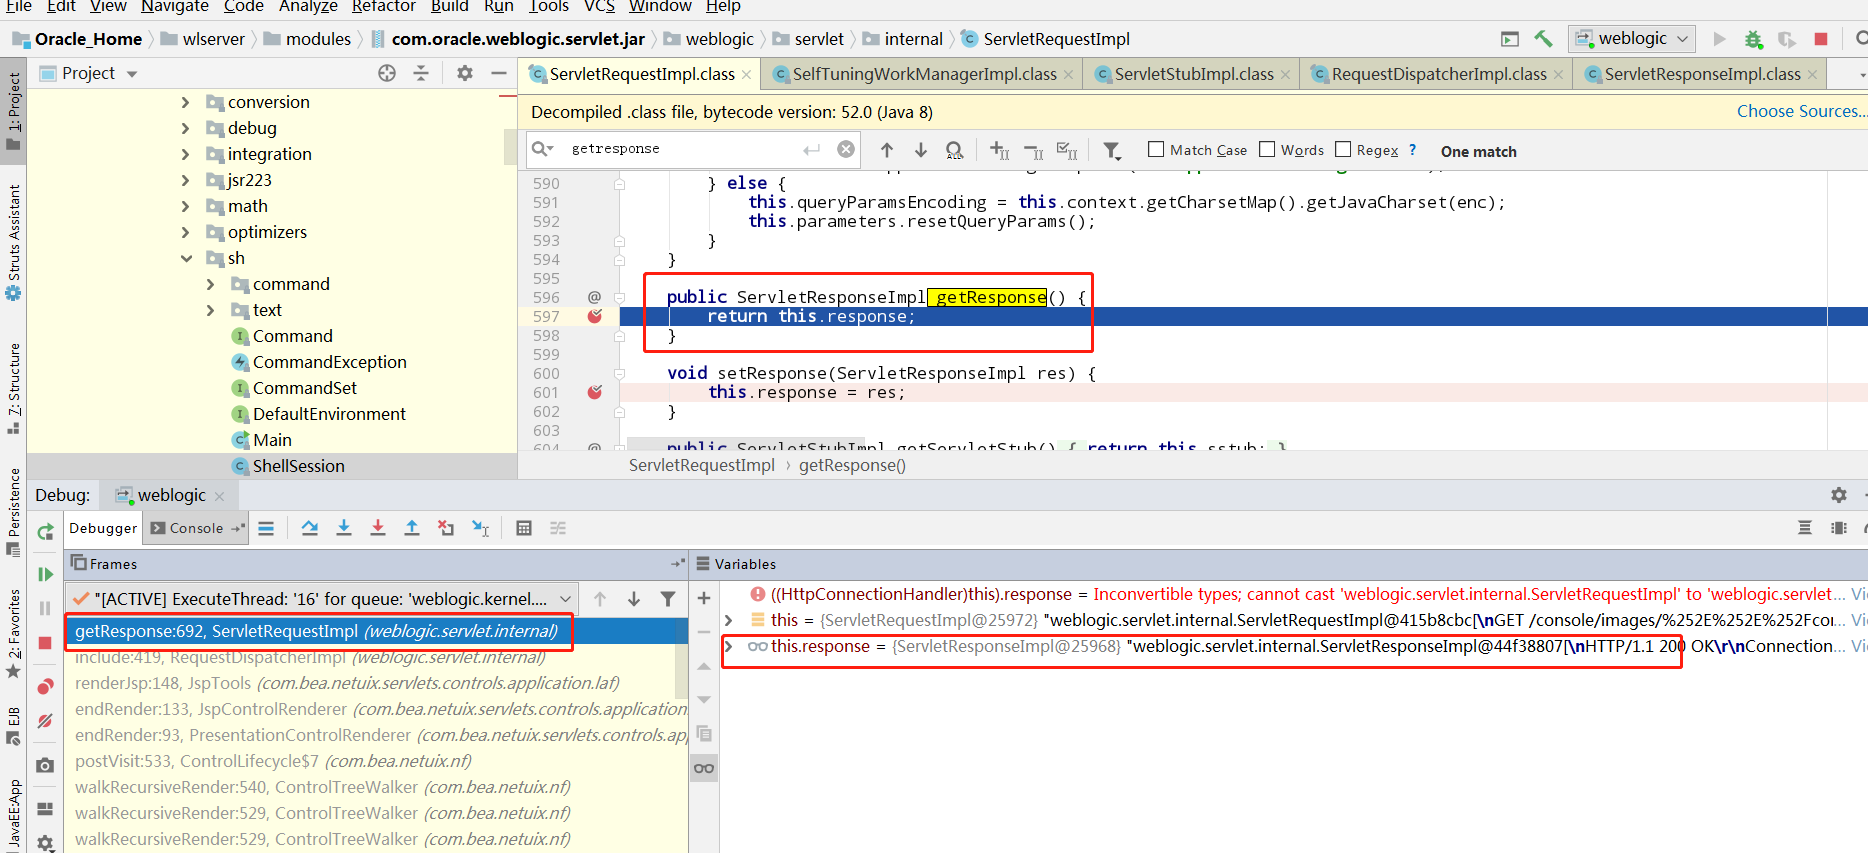 File Edit View Navigate Code Analyze Refactor Build Run Tools VCS Window Help
Oracle_Home wlserver modules com.oracle.weblogic.servlet.jar weblogic servlet internal ServletRequestImpl weblogic
Project
ServletRequestImpl.class SelfTuningWorkManagerImpl.class ServletStubImpl.class RequestDispatcherImpl.class ServletResponseImpl.class
1: Project
Struts Assistant
7: Structure
Persistence
2: Favorites
EJB
JavaEE:App
conversion
debug
integration
jsr223
math
optimizers
sh
command
text
Command
CommandException
CommandSet
DefaultEnvironment
Main
ShellSession
Decompiled .class file, bytecode version: 52.0 (Java 8) Choose Sources...
getresponse Match Case Words Regex ? One match
590 } else {
591 this.queryParamsEncoding = this.context.getCharsetMap().getJavaCharset(enc);
592 this.parameters.resetQueryParams();
593 }
594 }
595
596 @ public ServletResponseImpl getResponse() {
597 return this.response;
598 }
599
600 void setResponse(ServletResponseImpl res) {
601 this.response = res;
602 }
603
604 @ public ServletStubImpl getServletStub() { return this.sstub; }
ServletRequestImpl › getResponse()
Debug: weblogic
Debugger Console
Frames
"[ACTIVE] ExecuteThread: '16' for queue: 'weblogic.kernel....
getResponse:692, ServletRequestImpl (weblogic.servlet.internal)
include:419, RequestDispatcherImpl (weblogic.servlet.internal)
renderJsp:148, JspTools (com.bea.netuix.servlets.controls.application.laf)
endRender:133, JspControlRenderer (com.bea.netuix.servlets.controls.application.
endRender:93, PresentationControlRenderer (com.bea.netuix.servlets.controls.ap
postVisit:533, ControlLifecycle$7 (com.bea.netuix.nf)
walkRecursiveRender:540, ControlTreeWalker (com.bea.netuix.nf)
walkRecursiveRender:529, ControlTreeWalker (com.bea.netuix.nf)
walkRecursiveRender:529, ControlTreeWalker (com.bea.netuix.nf)
Variables
((HttpConnectionHandler)this).response = Inconvertible types; cannot cast 'weblogic.servlet.internal.ServletRequestImpl' to 'weblogic.servlet... Vi
this = {ServletRequestImpl@25972} "weblogic.servlet.internal.ServletRequestImpl@415b8cbc[\nGET /console/images/%252E%252E%252Fcon... Vi
this.response = {ServletResponseImpl@25968} "weblogic.servlet.internal.ServletResponseImpl@44f38807[\nHTTP/1.1 200 OK\r\nConnection... Vi